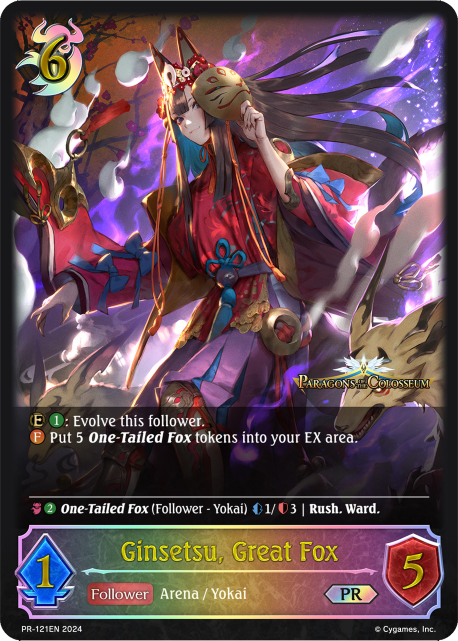 6
PARAGONS OF THE COLOSSEUM
E 1: Evolve this follower.
F Put 5 One-Tailed Fox tokens into your EX area.
2 One-Tailed Fox (Follower - Yokai) 1/ 3 | Rush. Ward.
Ginsetsu, Great Fox
1
5
Follower Arena / Yokai
PR
PR-121EN 2024
© Cygames, Inc.